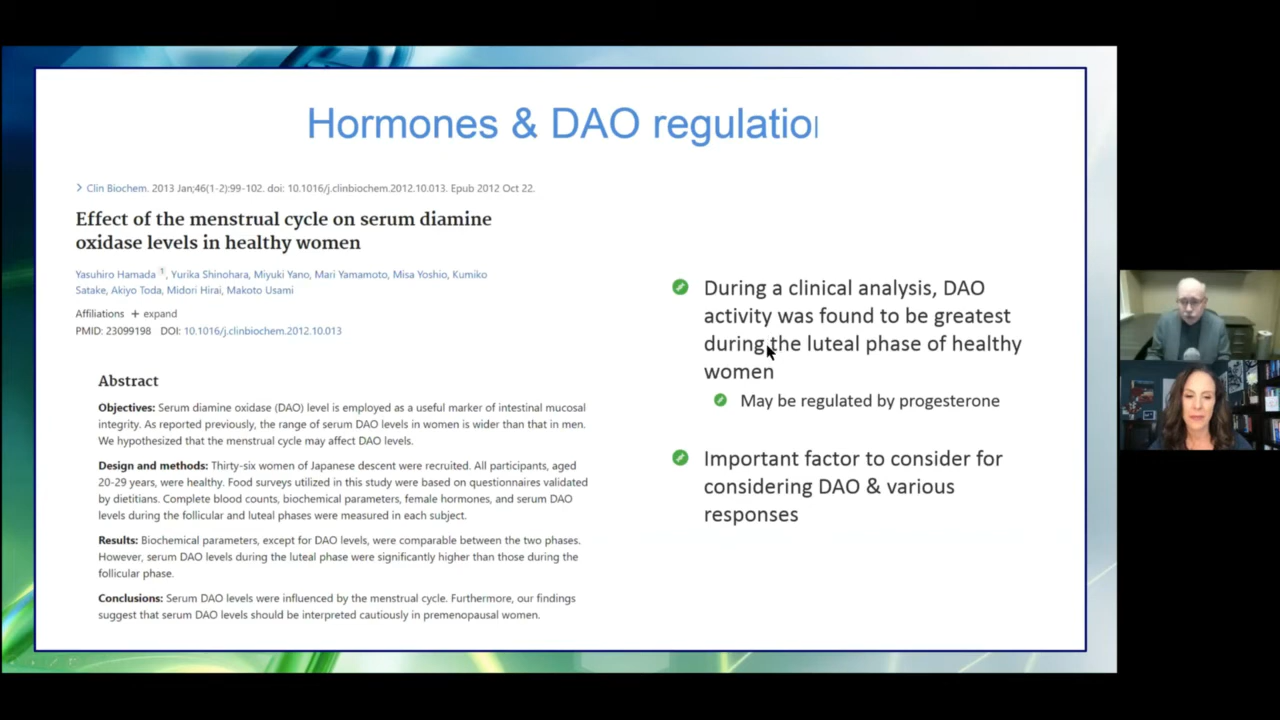 Hormones & DAO regulation
> Clin Biochem. 2013 Jan;46(1-2):99-102. doi: 10.1016/j.clinbiochem.2012.10.013. Epub 2012 Oct 22.
Effect of the menstrual cycle on serum diamine
oxidase levels in healthy women
Yasuhiro Hamada 1, Yurika Shinohara, Miyuki Yano, Mari Yamamoto, Misa Yoshio, Kumiko
Satake, Akiyo Toda, Midori Hirai, Makoto Usami
Affiliations + expand
PMID: 23099198 DOI: 10.1016/j.clinbiochem.2012.10.013
Abstract
Objectives: Serum diamine oxidase (DAO) level is employed as a useful marker of intestinal mucosal
integrity. As reported previously, the range of serum DAO levels in women is wider than that in men.
We hypothesized that the menstrual cycle may affect DAO levels.
Design and methods: Thirty-six women of Japanese descent were recruited. All participants, aged
20-29 years, were healthy. Food surveys utilized in this study were based on questionnaires validated
by dietitians. Complete blood counts, biochemical parameters, female hormones, and serum DAO
levels during the follicular and luteal phases were measured in each subject.
Results: Biochemical parameters, except for DAO levels, were comparable between the two phases.
However, serum DAO levels during the luteal phase were significantly higher than those during the
follicular phase.
Conclusions: Serum DAO levels were influenced by the menstrual cycle. Furthermore, our findings
suggest that serum DAO levels should be interpreted cautiously in premenopausal women.
During a clinical analysis, DAO
activity was found to be greatest
during the luteal phase of healthy
women
May be regulated by progesterone
Important factor to consider for
considering DAO & various
responses